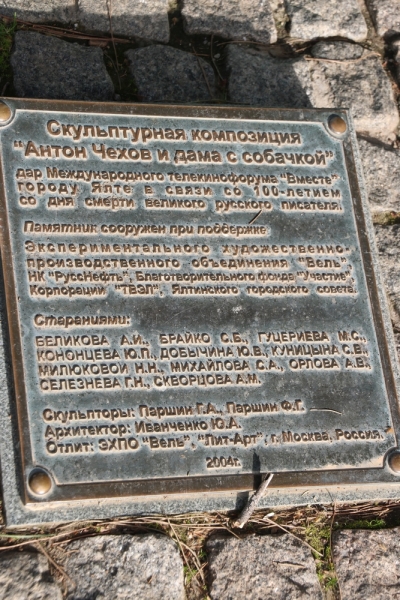 Скульптурная композиция
"Антон Чехов и дама с собачкой"
дар Международного телекинофорума "Вместе"
городу Ялте в связи со 100-летием
со дня смерти великого русского писателя.
Памятник сооружен при поддержке
Экспериментального художественно-
производственного объединения "Вель",
НК "РуссНефть", Благотворительного фонда "Участие",
Корпорации "ТВЭЛ", Ялтинского городского совета.
Стараниями:
БЕЛИКОВА А.И., БРАЙКО С.Б., ГУЦЕРИЕВА М.С.,
КОНОНЦЕВА Ю.П., ДОБЫЧИНА Ю.В., КУНИЦЫНА С.В.,
МИЛЮКОВОЙ Н.Н., МИХАЙЛОВА С.А., ОРЛОВА А.В.,
СЕЛЕЗНЕВА Г.Н., СКВОРЦОВА А.М.
Скульпторы: Паршин Г.А., Паршин Ф.Г.
Архитектор: Иванченко Ю.А.
Отлит: ЭХПО "Вель", "Лит-Арт", г. Москва, Россия.
2004г.